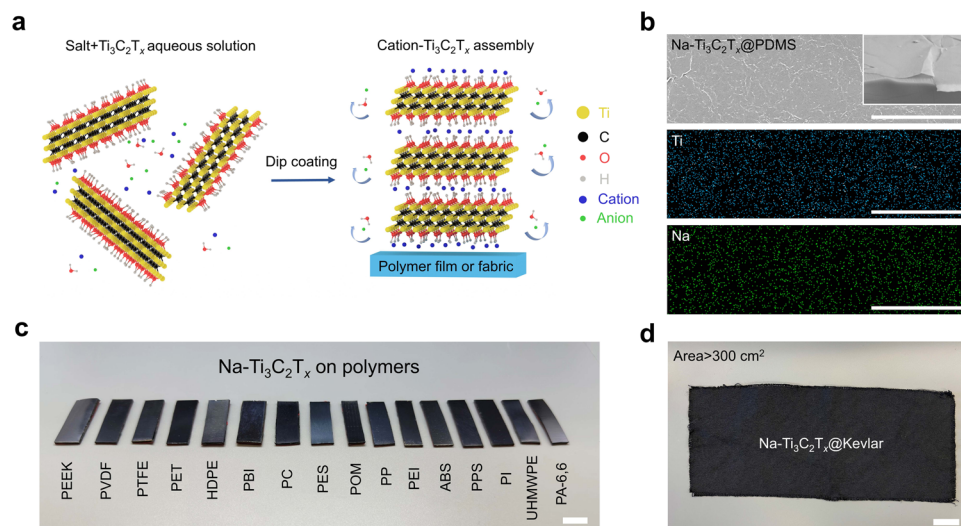 a
Salt+Ti₃C₂Tₓ aqueous solution
Cation-Ti₃C₂Tₓ assembly
Dip coating
Ti
C
O
H
Cation
Anion
Polymer film or fabric
b
Na-Ti₃C₂Tₓ@PDMS
Ti
Na
c
Na-Ti₃C₂Tₓ on polymers
PEEK
PVDF
PTFE
PET
HDPE
PBI
PC
PES
POM
PP
PEI
ABS
PPS
PI
UHMWPE
PA-6,6
d
Area>300 cm²
Na-Ti₃C₂Tₓ@Kevlar